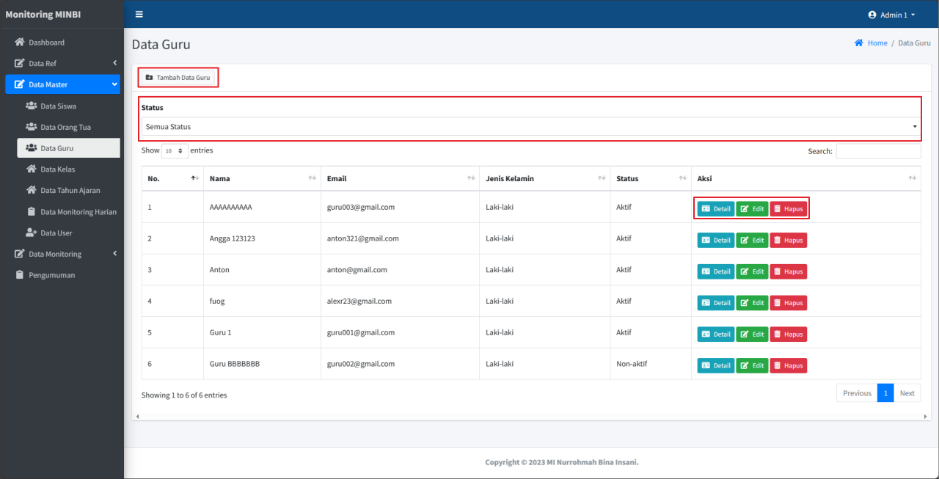 Monitoring MINBI
Admin 1
Dashboard
Data Ref
Data Master
Data Siswa
Data Orang Tua
Data Guru
Data Kelas
Data Tahun Ajaran
Data Monitoring Harian
Data User
Data Monitoring
Pengumuman
Data Guru
Home / Data Guru
Tambah Data Guru
Status
Semua Status
Show 10 entries
Search:
No. Nama Email Jenis Kelamin Status Aksi
1 AAAAAAAAAA guru003@gmail.com Laki-laki Aktif Detail Edit Hapus
2 Angga 123123 anton321@gmail.com Laki-laki Aktif Detail Edit Hapus
3 Anton anton@gmail.com Laki-laki Aktif Detail Edit Hapus
4 fuog alexr23@gmail.com Laki-laki Aktif Detail Edit Hapus
5 Guru 1 guru001@gmail.com Laki-laki Aktif Detail Edit Hapus
6 Guru BBBBBBB guru002@gmail.com Laki-laki Non-aktif Detail Edit Hapus
Showing 1 to 6 of 6 entries
Previous 1 Next
Copyright © 2023 MI Nurrohmah Bina Insani.